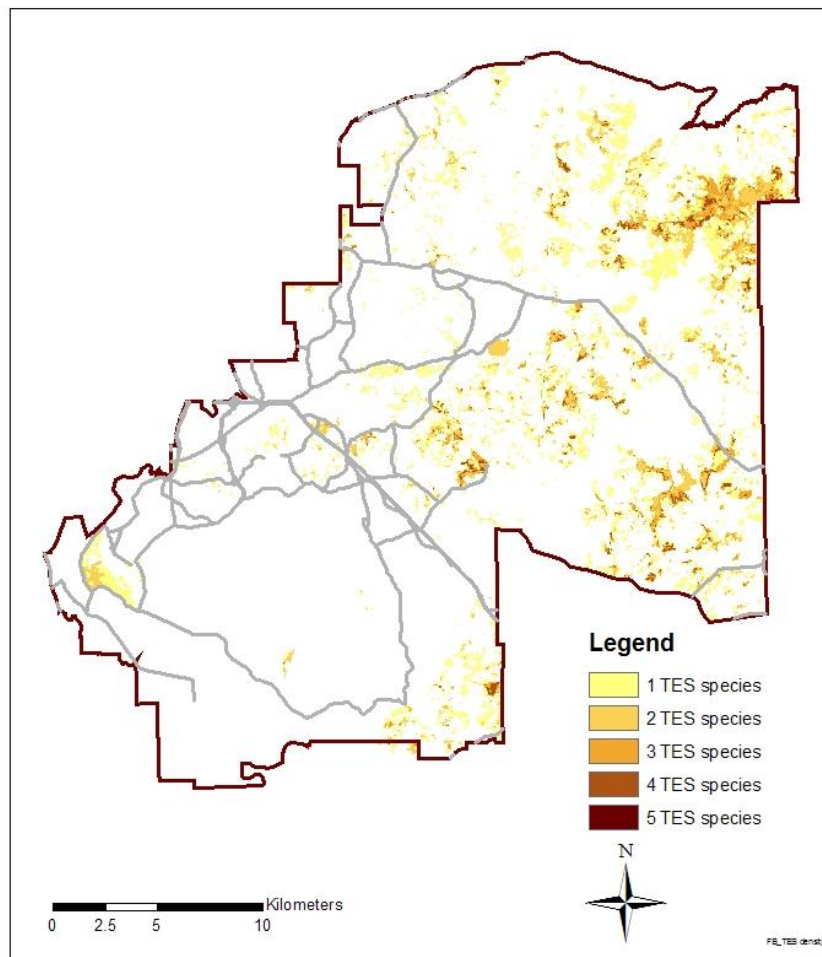 Legend
1 TES species
2 TES species
3 TES species
4 TES species
5 TES species
N
Kilometers
0 2.5 5 10